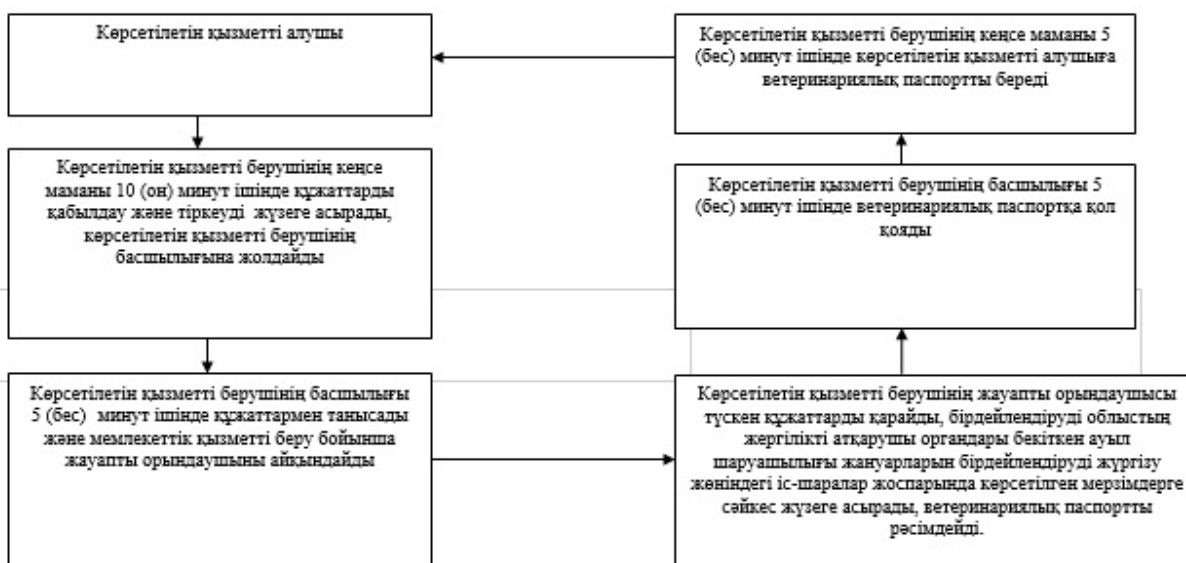 Көрсетілетін қызметті алушы
Көрсетілетін қызметті берушінің кеңсе
маманы 10 (он) минут ішінде құжаттарды
қабылдау және тіркеуді жүзеге асырады,
көрсетілетін қызметті берушінің
басшылығына жолдайды
Көрсетілетін қызметті берушінің басшылығы
5 (бес) минут ішінде құжаттармен танысады
және мемлекеттік қызметті беру бойынша
жауапты орындаушыны айқындайды
Көрсетілетін қызметті берушінің жауапты орындаушысы
түскен құжаттарды қарайды, бірдейлендіруді облыстың
жергілікті атқарушы органдары бекіткен ауыл
шаруашылығы жануарларын бірдейлендіруді жүргізу
жөніндегі іс-шаралар жоспарында көрсетілген мерзімдерге
сәйкес жүзеге асырады, ветеринариялық паспортты
рәсімдейді.
Көрсетілетін қызметті берушінің басшылығы 5
(бес) минут ішінде ветеринариялық паспортқа қол
қояды
Көрсетілетін қызметті берушінің кеңсе маманы 5
(бес) минут ішінде көрсетілетін қызметті алушыға
ветеринариялық паспортты береді